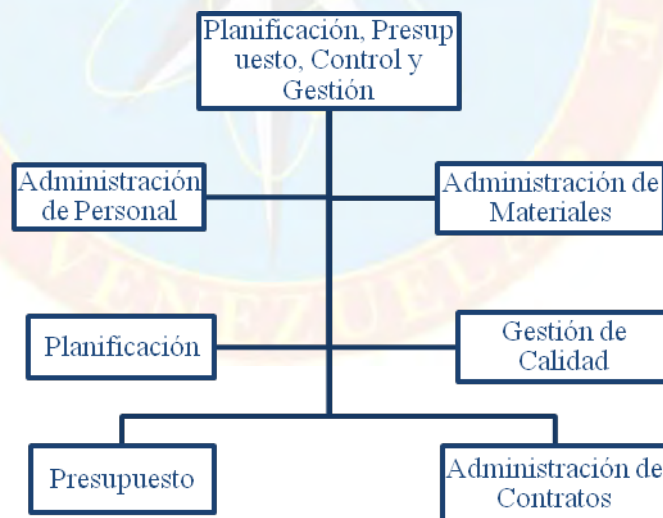 Planificación, Presup
uesto, Control y
Gestión
Administración
de Personal
Administración de
Materiales
VENEZUELA
Planificación
Gestión de
Calidad
Presupuesto
Administración de
Contratos